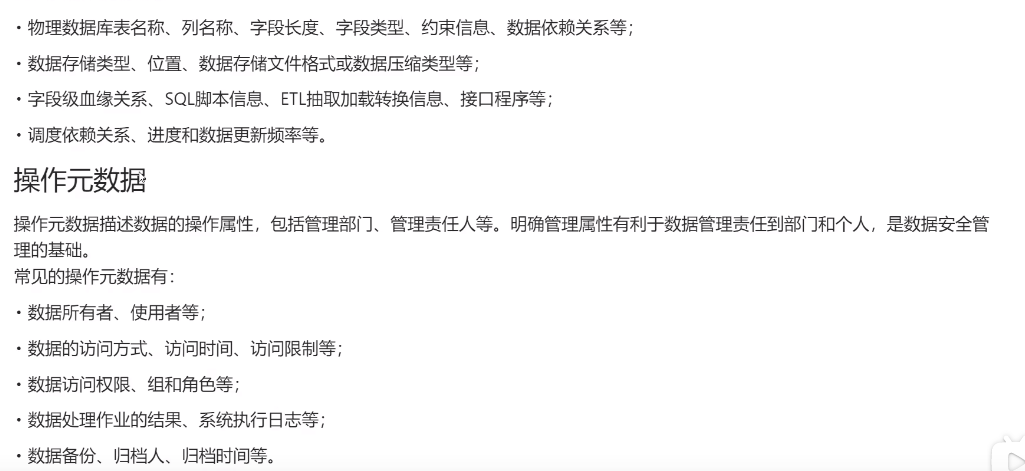 ・物理数据库表名称、列名称、字段长度、字段类型、约束信息、数据依赖关系等；
・数据存储类型、位置、数据存储文件格式或数据压缩类型等；
・字段级血缘关系、SQL脚本信息、ETL抽取加载转换信息、接口程序等；
・调度依赖关系、进度和数据更新频率等。
操作元数据
操作元数据描述数据的操作属性，包括管理部门、管理责任人等。明确管理属性有利于数据管理责任到部门和个人，是数据安全管
理的基础。
常见的操作元数据有：
・数据所有者、使用者等；
・数据的访问方式、访问时间、访问限制等；
・数据访问权限、组和角色等；
・数据处理作业的结果、系统执行日志等；
・数据备份、归档人、归档时间等。